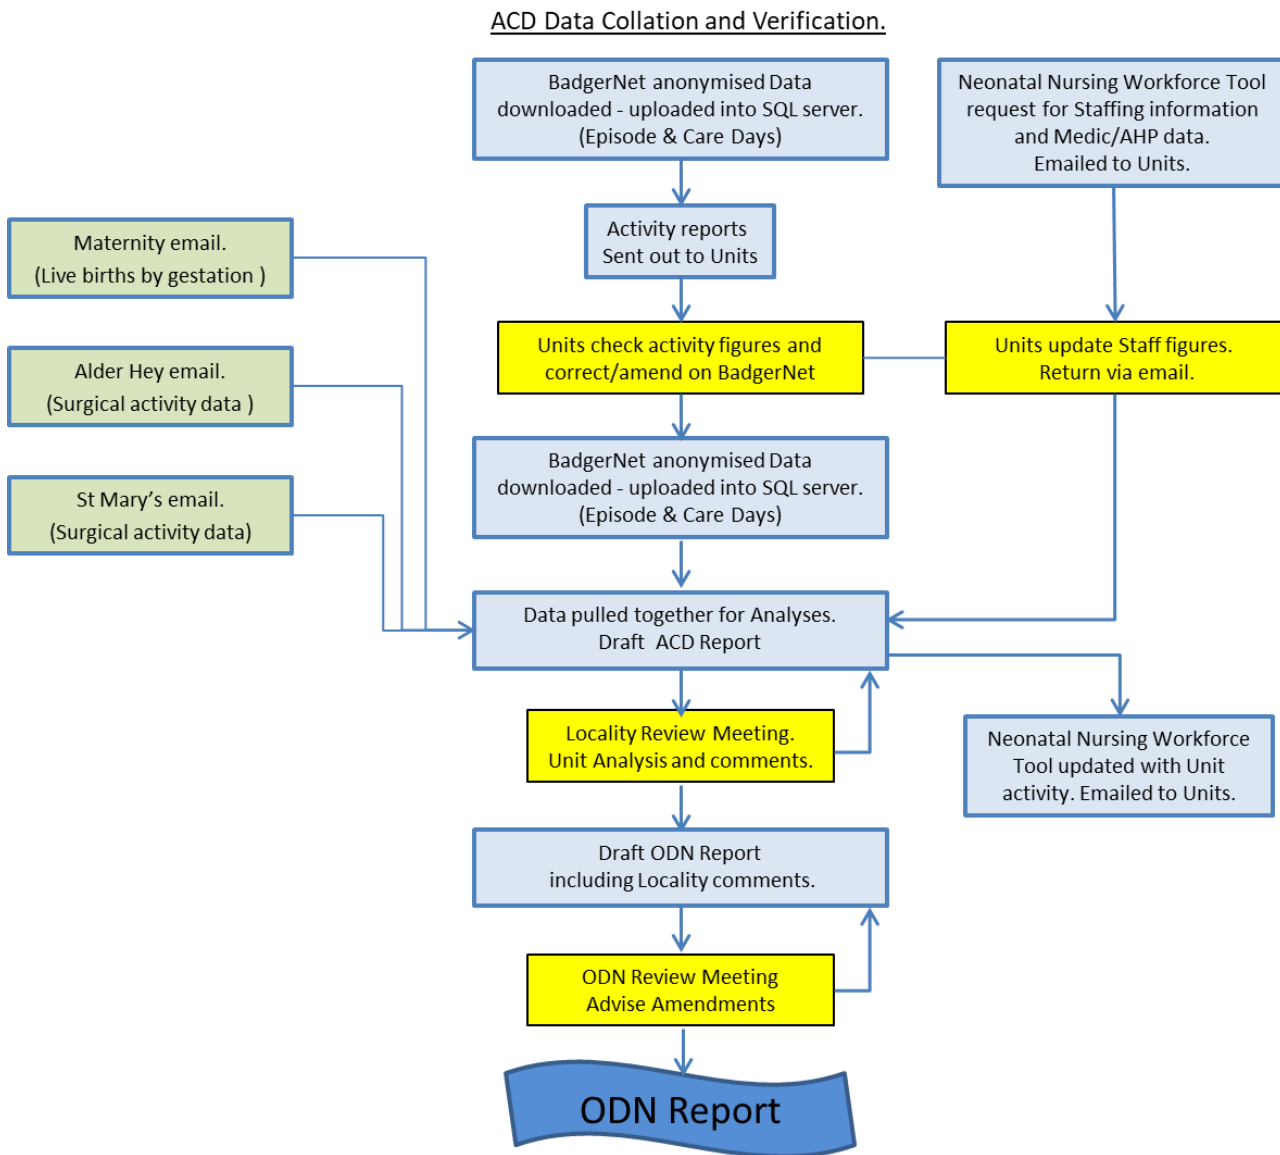 ACD Data Collation and Verification.
BadgerNet anonymised Data
downloaded - uploaded into SQL server.
(Episode & Care Days)
Neonatal Nursing Workforce Tool
request for Staffing information
and Medic/AHP data.
Emailed to Units.
Activity reports
Sent out to Units
Maternity email.
(Live births by gestation )
Units check activity figures and
correct/amend on BadgerNet
Units update Staff figures.
Return via email.
Alder Hey email.
(Surgical activity data )
BadgerNet anonymised Data
downloaded - uploaded into SQL server.
(Episode & Care Days)
St Mary’s email.
(Surgical activity data)
Data pulled together for Analyses.
Draft  ACD Report
Locality Review Meeting.
Unit Analysis and comments.
Neonatal Nursing Workforce
Tool updated with Unit
activity. Emailed to Units.
Draft ODN Report
including Locality comments.
ODN Review Meeting
Advise Amendments
ODN Report